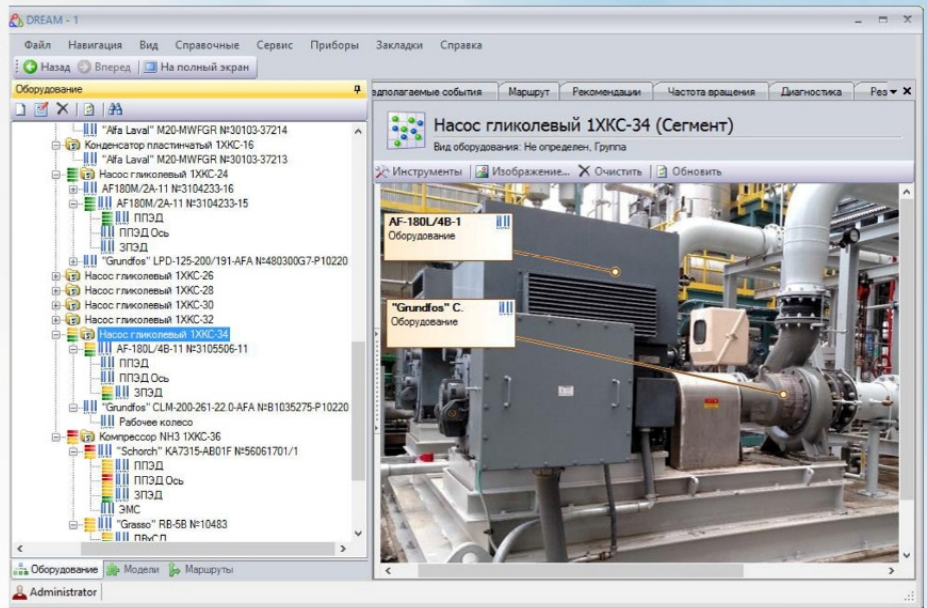 DREAM - 1
Файл Навигация Вид Справочные Сервис Приборы Закладки Справка
Назад Вперед На полный экран
Оборудование
"Alfa Laval" M20-MWFGR №30103-37214
Конденсатор пластинчатый 1ХКС-16
"Alfa Laval" M20-MWFGR №30103-37213
Насос гликолевый 1ХКС-24
AF180M/2A-11 №3104233-16
AF180M/2A-11 №3104233-15
ППЭД
ППЭД Ось
ЗПЭД
"Grundfos" LPD-125-200/191-AFA №480300G7-P10220
Насос гликолевый 1ХКС-26
Насос гликолевый 1ХКС-28
Насос гликолевый 1ХКС-30
Насос гликолевый 1ХКС-32
Насос гликолевый 1ХКС-34
AF-180L/4B-11 №3105506-11
ППЭД
ППЭД Ось
ЗПЭД
"Grundfos" CLM-200-261-22.0-AFA №B1035275-P10220
Рабочее колесо
Компрессор NH3 1ХКС-36
"Schorch" KA7315-AB01F №56061701/1
ППЭД
ППЭД Ось
ЗПЭД
ЭМС
"Grasso" RB-5B №10483
ПВуСП
Оборудование Модели Маршруты
Administrator
едполагаемые события Маршрут Рекомендации Частота вращения Диагностика Рез
Насос гликолевый 1ХКС-34 (Сегмент)
Вид оборудования: Не определен, Группа
Инструменты Изображение... Очистить Обновить
AF-180L/4B-1
Оборудование
"Grundfos" C.
Оборудование